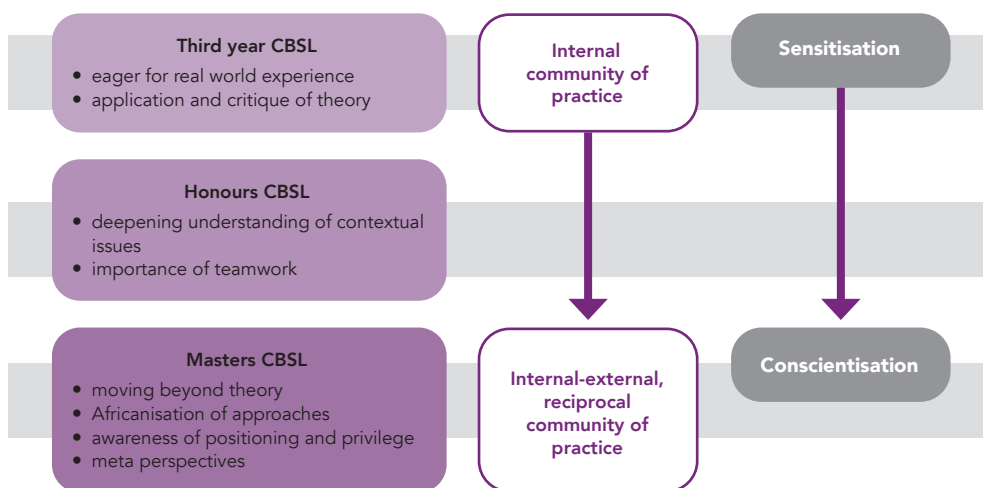 Third year CBSL
• eager for real world experience
• application and critique of theory
Internal
community of
practice
Sensitisation
Honours CBSL
• deepening understanding of contextual
issues
• importance of teamwork
Masters CBSL
• moving beyond theory
• Africanisation of approaches
• awareness of positioning and privilege
• meta perspectives
Internal-external,
reciprocal
community of
practice
Conscientisation